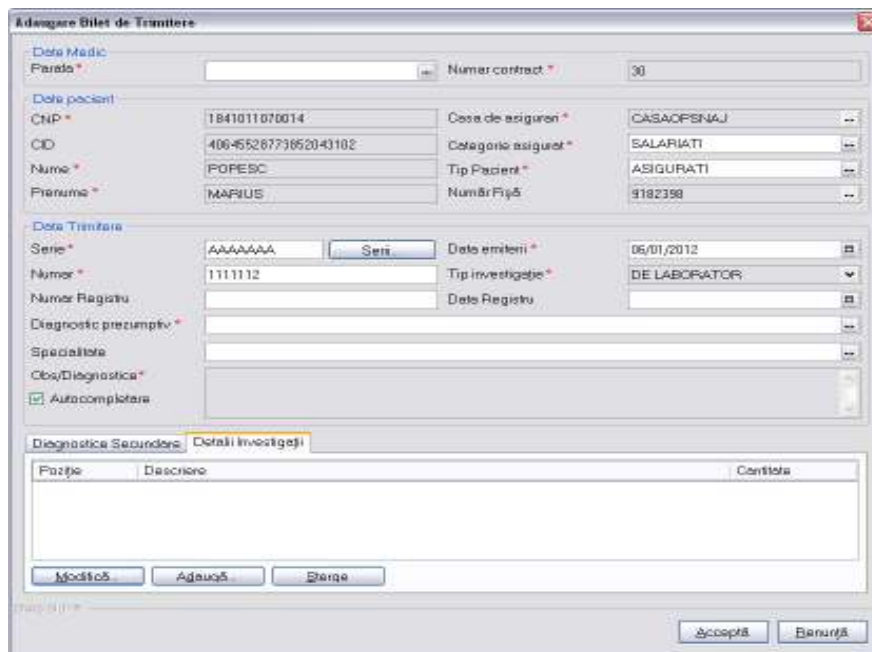 Adaugare Bilet de Trimitere
Date Medic
Parafa * Numar contract * 30
Date pacient
CNP * 1841011070014 Casa de asigurari * CASAOPSNAJ
CID 40645528773852043102 Categorie asigurat * SALARIATI
Nume * POPESC Tip Pacient * ASIGURATI
Prenume * MARIUS Număr Fişă 9182398
Date Trimitere
Serie * AAAAAAA Serii... Data emiterii * 06/01/2012
Numar * 1111112 Tip investigaţie * DE LABORATOR
Numar Registru Data Registru
Diagnostic prezumptiv *
Specialitate
Obs/Diagnostice *
Autocompletare
Diagnostice Secundare Detalii Investigaţii
Poziţie Descriere Cantitate
Modifică... Adaugă... Şterge
Acceptă Renunţă